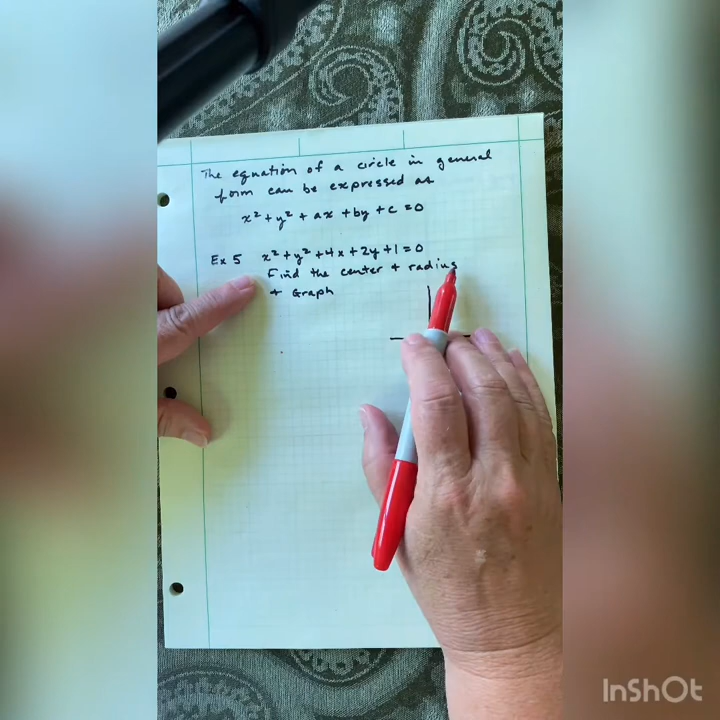 The equation of a circle in general
form can be expressed as
x² + y² + ax + by + c = 0
Ex 5 x² + y² + 4x + 2y + 1 = 0
Find the center + radius
+ Graph
InShOt